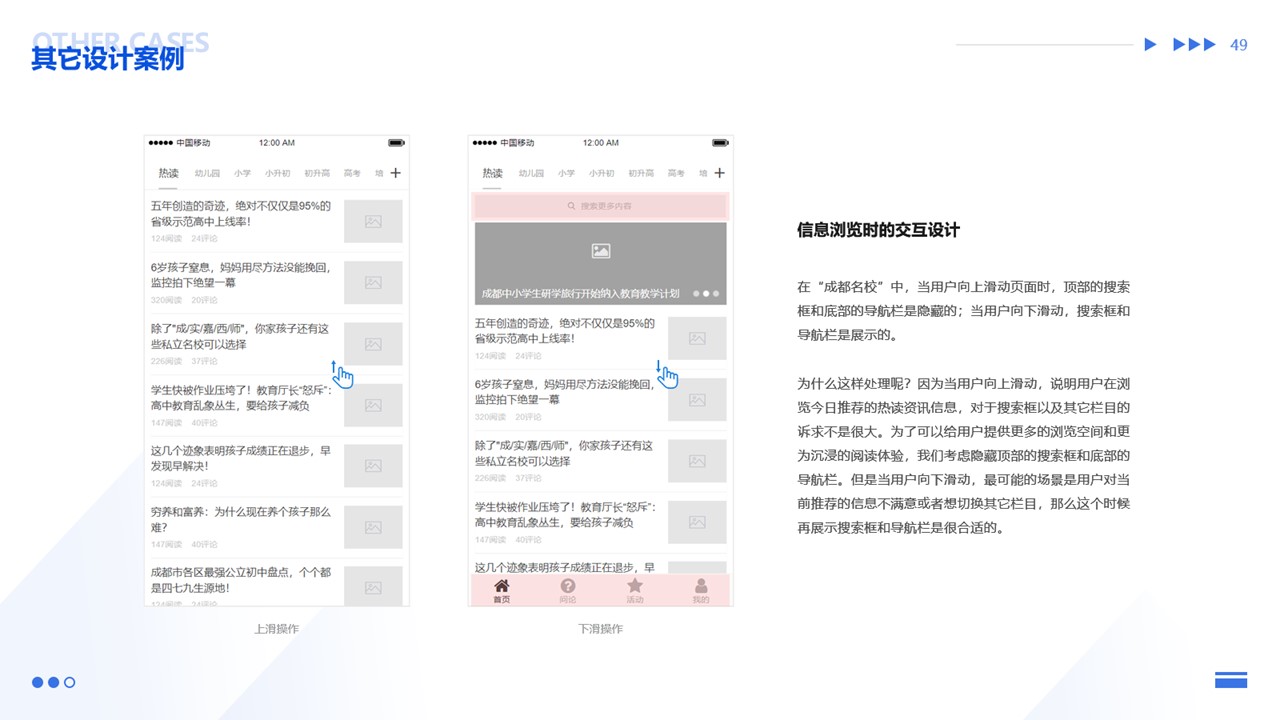 OTHER CASES
其它设计案例
49
中国移动
12:00 AM
热读 幼儿园 小学 小升初 初升高 高考 培
五年创造的奇迹，绝对不仅仅是95%的
省级示范高中上线率！
124阅读 24评论
6岁孩子窒息，妈妈用尽方法没能挽回，
监控拍下绝望一幕
320阅读 20评论
除了"成/实/嘉/西/师"，你家孩子还有这
些私立名校可以选择
226阅读 37评论
学生快被作业压垮了！教育厅长"怒斥"：
高中教育乱象丛生，要给孩子减负
147阅读 40评论
这几个迹象表明孩子成绩正在退步，早
发现早解决！
124阅读 24评论
穷养和富养：为什么现在养个孩子那么
难？
147阅读 40评论
成都市各区最强公立初中盘点，个个都
是四七九生源地！
124阅读 24评论
上滑操作
中国移动
12:00 AM
热读 幼儿园 小学 小升初 初升高 高考 培
搜索更多内容
成都中小学生研学旅行开始纳入教育教学计划
五年创造的奇迹，绝对不仅仅是95%的
省级示范高中上线率！
124阅读 24评论
6岁孩子窒息，妈妈用尽方法没能挽回，
监控拍下绝望一幕
320阅读 20评论
除了"成/实/嘉/西/师"，你家孩子还有这
些私立名校可以选择
226阅读 37评论
学生快被作业压垮了！教育厅长"怒斥"：
高中教育乱象丛生，要给孩子减负
147阅读 40评论
这几个迹象表明孩子成绩正在退步，早
首页 问论 活动 我的
下滑操作
信息浏览时的交互设计
在“成都名校”中，当用户向上滑动页面时，顶部的搜索
框和底部的导航栏是隐藏的；当用户向下滑动，搜索框和
导航栏是展示的。
为什么这样处理呢？因为当用户向上滑动，说明用户在浏
览今日推荐的热读资讯信息，对于搜索框以及其它栏目的
诉求不是很大。为了可以给用户提供更多的浏览空间和更
为沉浸的阅读体验，我们考虑隐藏顶部的搜索框和底部的
导航栏。但是当用户向下滑动，最可能的场景是用户对当
前推荐的信息不满意或者想切换其它栏目，那么这个时候
再展示搜索框和导航栏是很合适的。